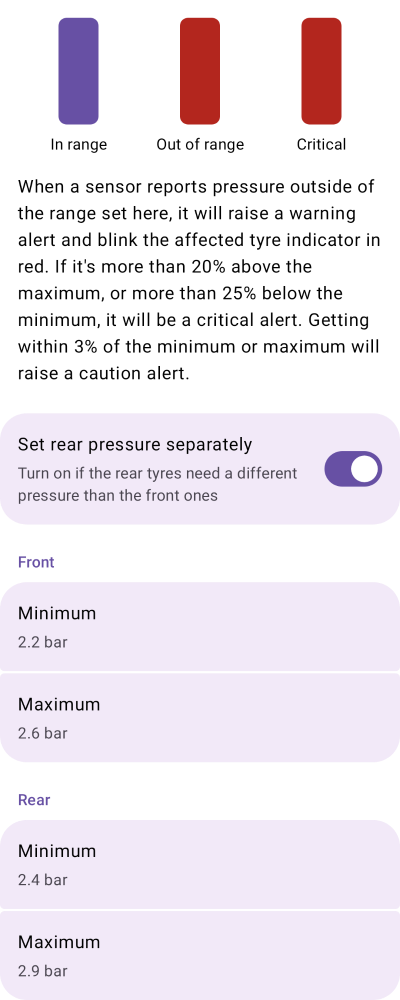 In range
Out of range
Critical
When a sensor reports pressure outside of
the range set here, it will raise a warning
alert and blink the affected tyre indicator in
red. If it's more than 20% above the
maximum, or more than 25% below the
minimum, it will be a critical alert. Getting
within 3% of the minimum or maximum will
raise a caution alert.
Set rear pressure separately
Turn on if the rear tyres need a different
pressure than the front ones
Front
Minimum
2.2 bar
Maximum
2.6 bar
Rear
Minimum
2.4 bar
Maximum
2.9 bar